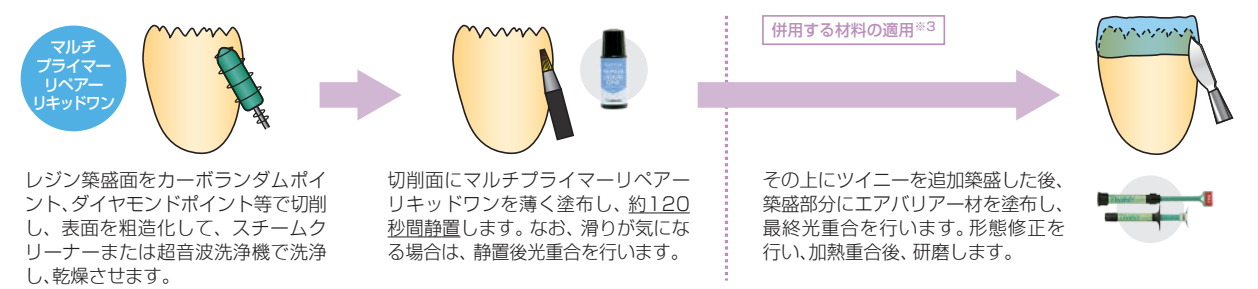 マルチ
プライマー
リペアー
リキッドワン
レジン築盛面をカーボランダムポイ
ント、ダイヤモンドポイント等で切削
し、表面を粗造化して、スチームク
リーナーまたは超音波洗浄機で洗浄
し、乾燥させます。
切削面にマルチプライマーリペアー
リキッドワンを薄く塗布し、約120
秒間静置します。なお、滑りが気にな
る場合は、静置後光重合を行います。
併用する材料の適用※3
その上にツイニーを追加築盛した後、
築盛部分にエアバリアー材を塗布し、
最終光重合を行います。形態修正を
行い、加熱重合後、研磨します。